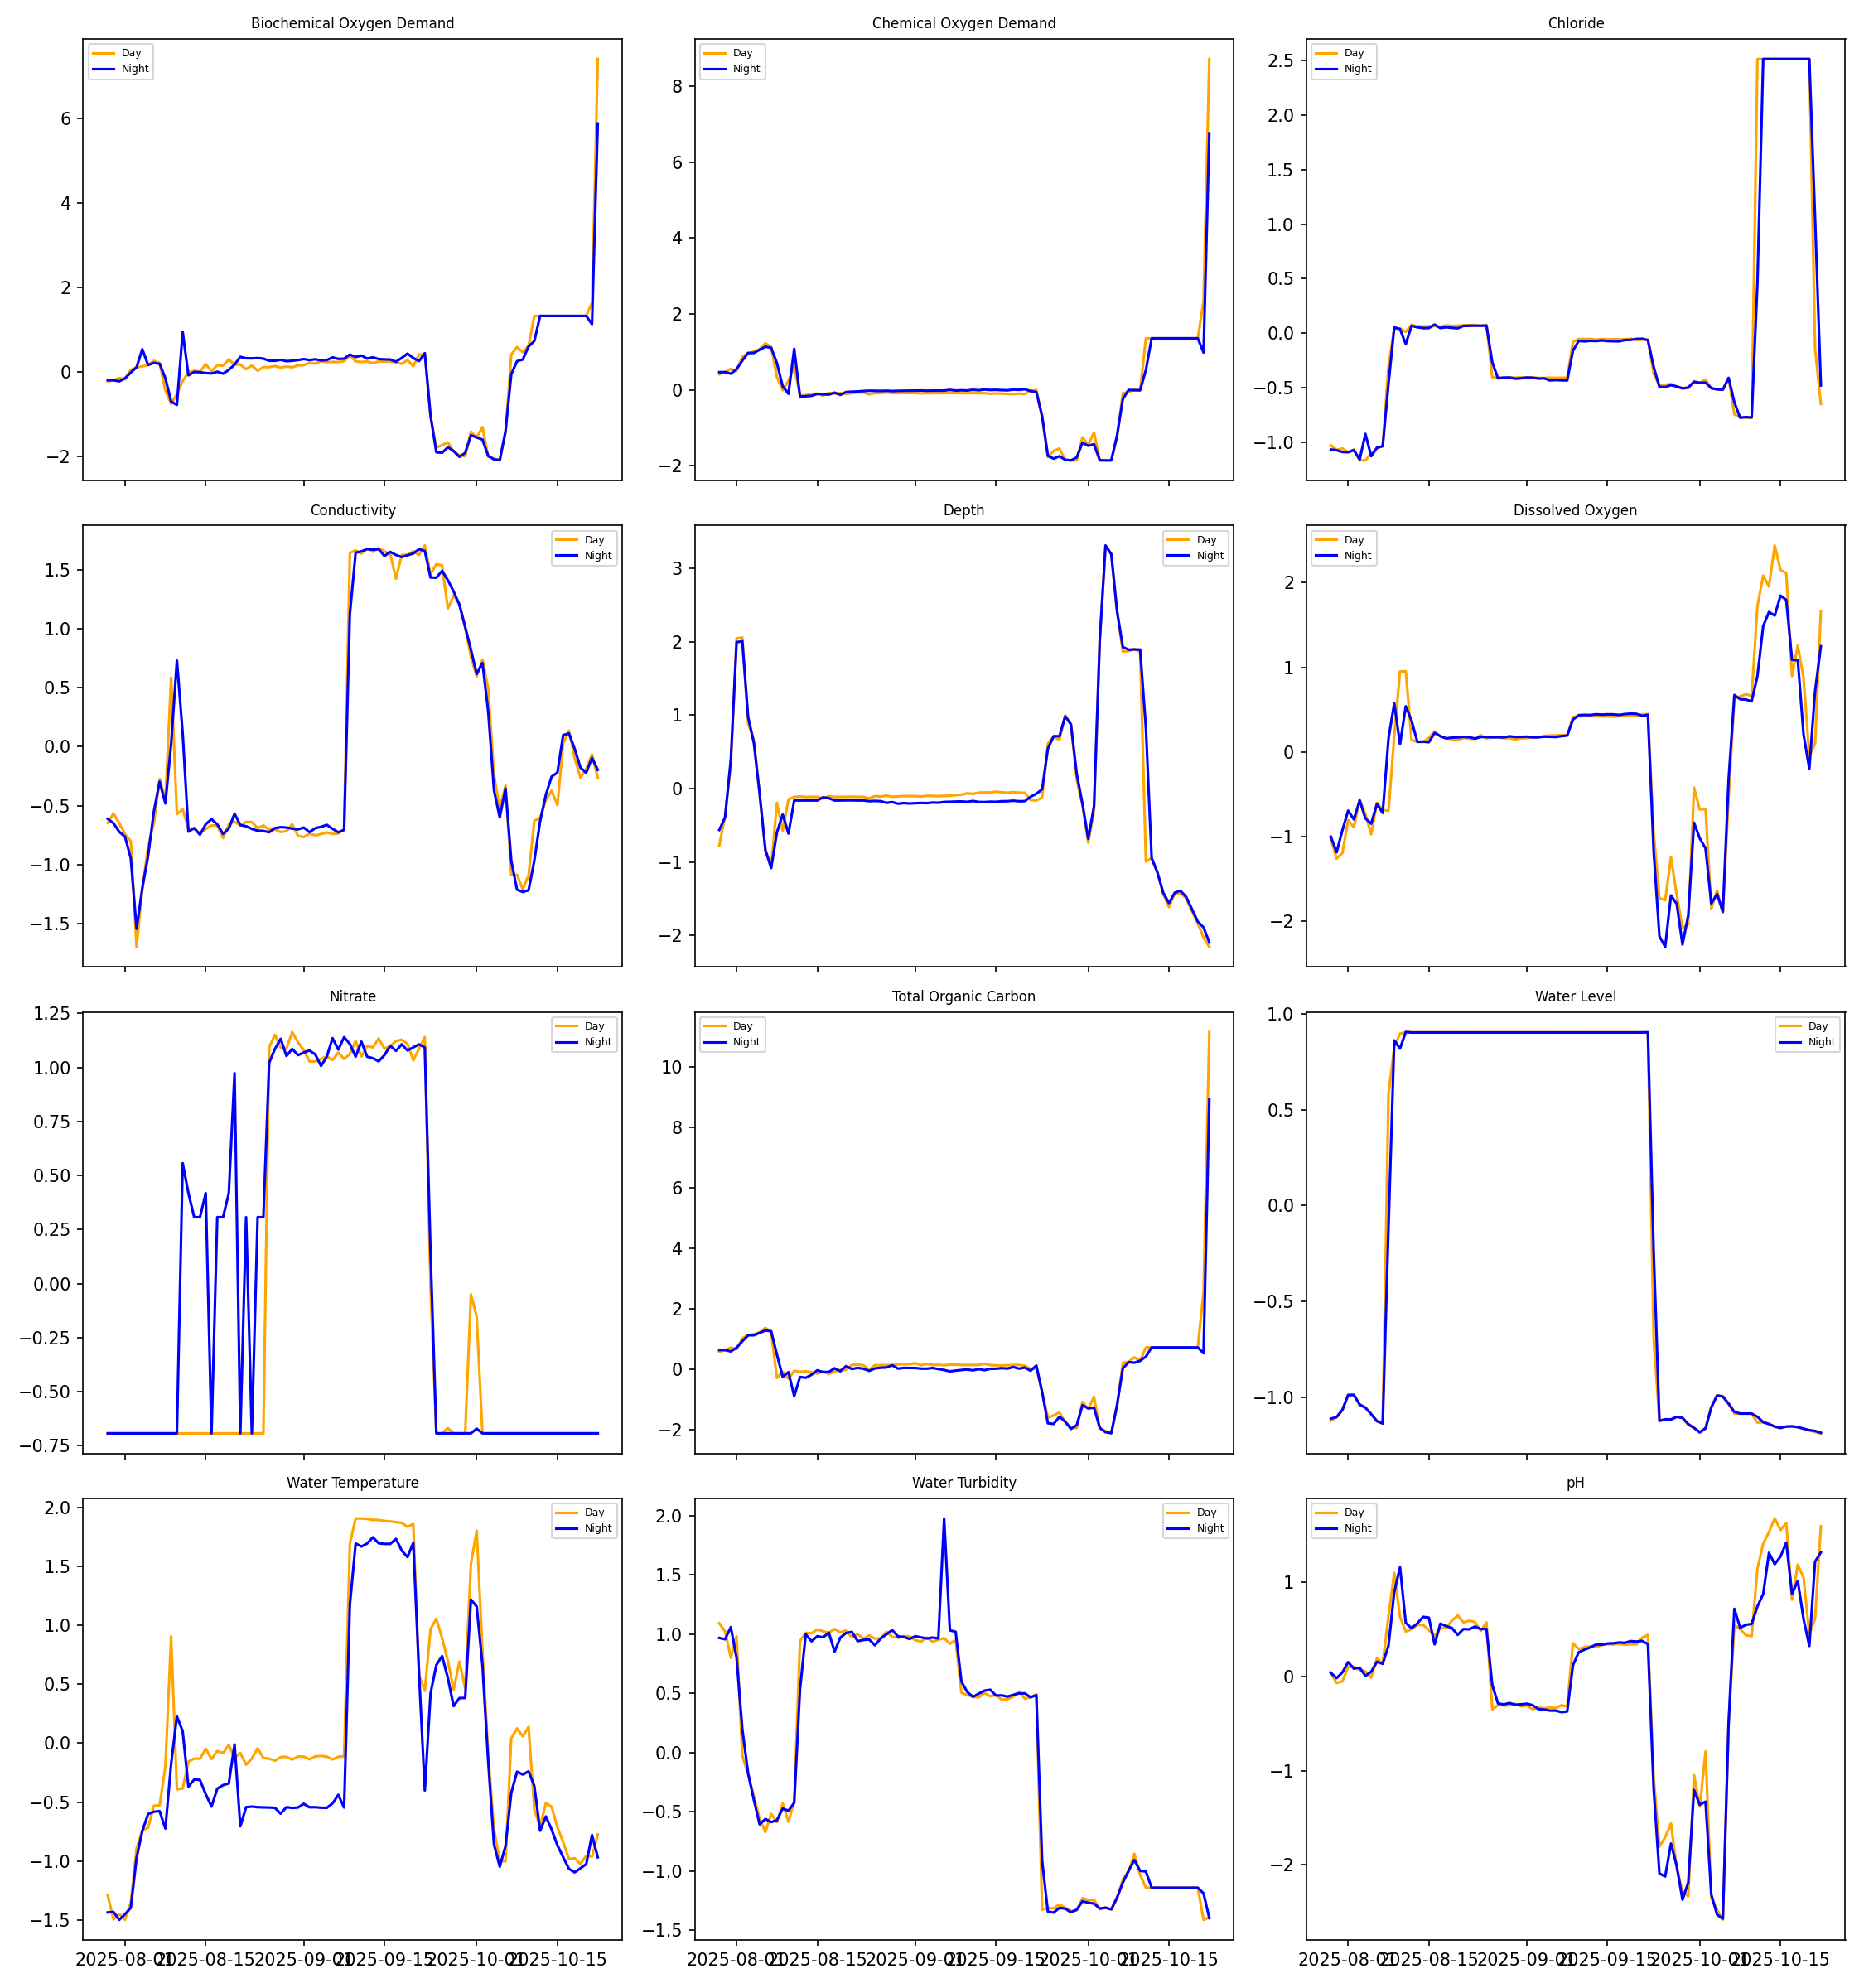 Biochemical Oxygen Demand
Day
Night
6
4
2
0
−2
Chemical Oxygen Demand
Day
Night
8
6
4
2
0
−2
Chloride
Day
Night
2.5
2.0
1.5
1.0
0.5
0.0
−0.5
−1.0
Conductivity
Day
Night
1.5
1.0
0.5
0.0
−0.5
−1.0
−1.5
Depth
Day
Night
3
2
1
0
−1
−2
Dissolved Oxygen
Day
Night
2
1
0
−1
−2
Nitrate
Day
Night
1.25
1.00
0.75
0.50
0.25
0.00
−0.25
−0.50
−0.75
Total Organic Carbon
Day
Night
10
8
6
4
2
0
−2
Water Level
Day
Night
1.0
0.5
0.0
−0.5
−1.0
Water Temperature
Day
Night
2.0
1.5
1.0
0.5
0.0
−0.5
−1.0
−1.5
2025-08-01 2025-08-15 2025-09-01 2025-09-15 2025-10-01 2025-10-15
Water Turbidity
Day
Night
2.0
1.5
1.0
0.5
0.0
−0.5
−1.0
−1.5
2025-08-01 2025-08-15 2025-09-01 2025-09-15 2025-10-01 2025-10-15
pH
Day
Night
1
0
−1
−2
2025-08-01 2025-08-15 2025-09-01 2025-09-15 2025-10-01 2025-10-15